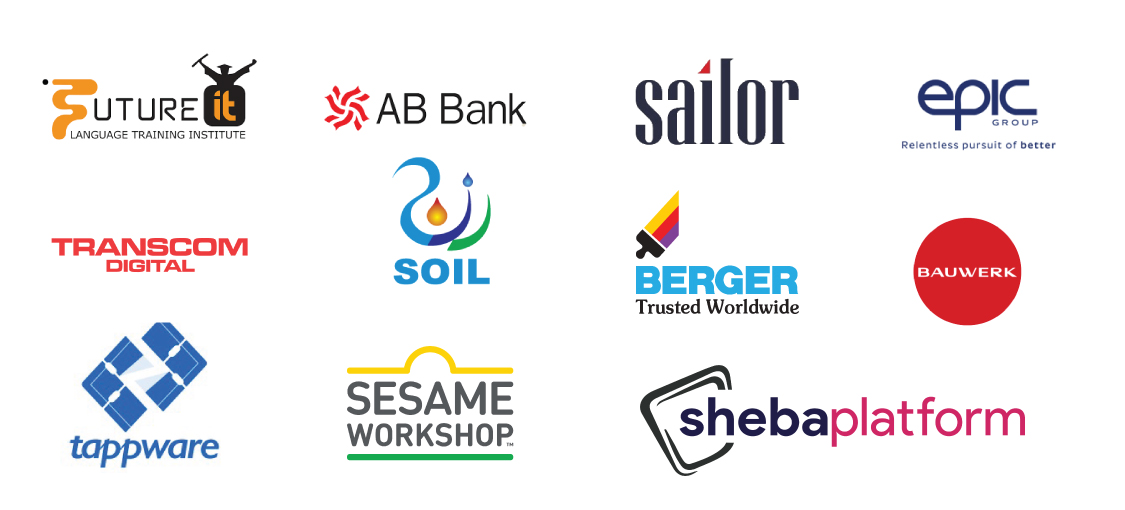 FUTURE it
LANGUAGE TRAINING INSTITUTE
AB Bank
sailor
epic
GROUP
Relentless pursuit of better
TRANSCOM
DIGITAL
SOIL
BERGER
Trusted Worldwide
BAUWERK
tappware
SESAME
WORKSHOP™
shebaplatform